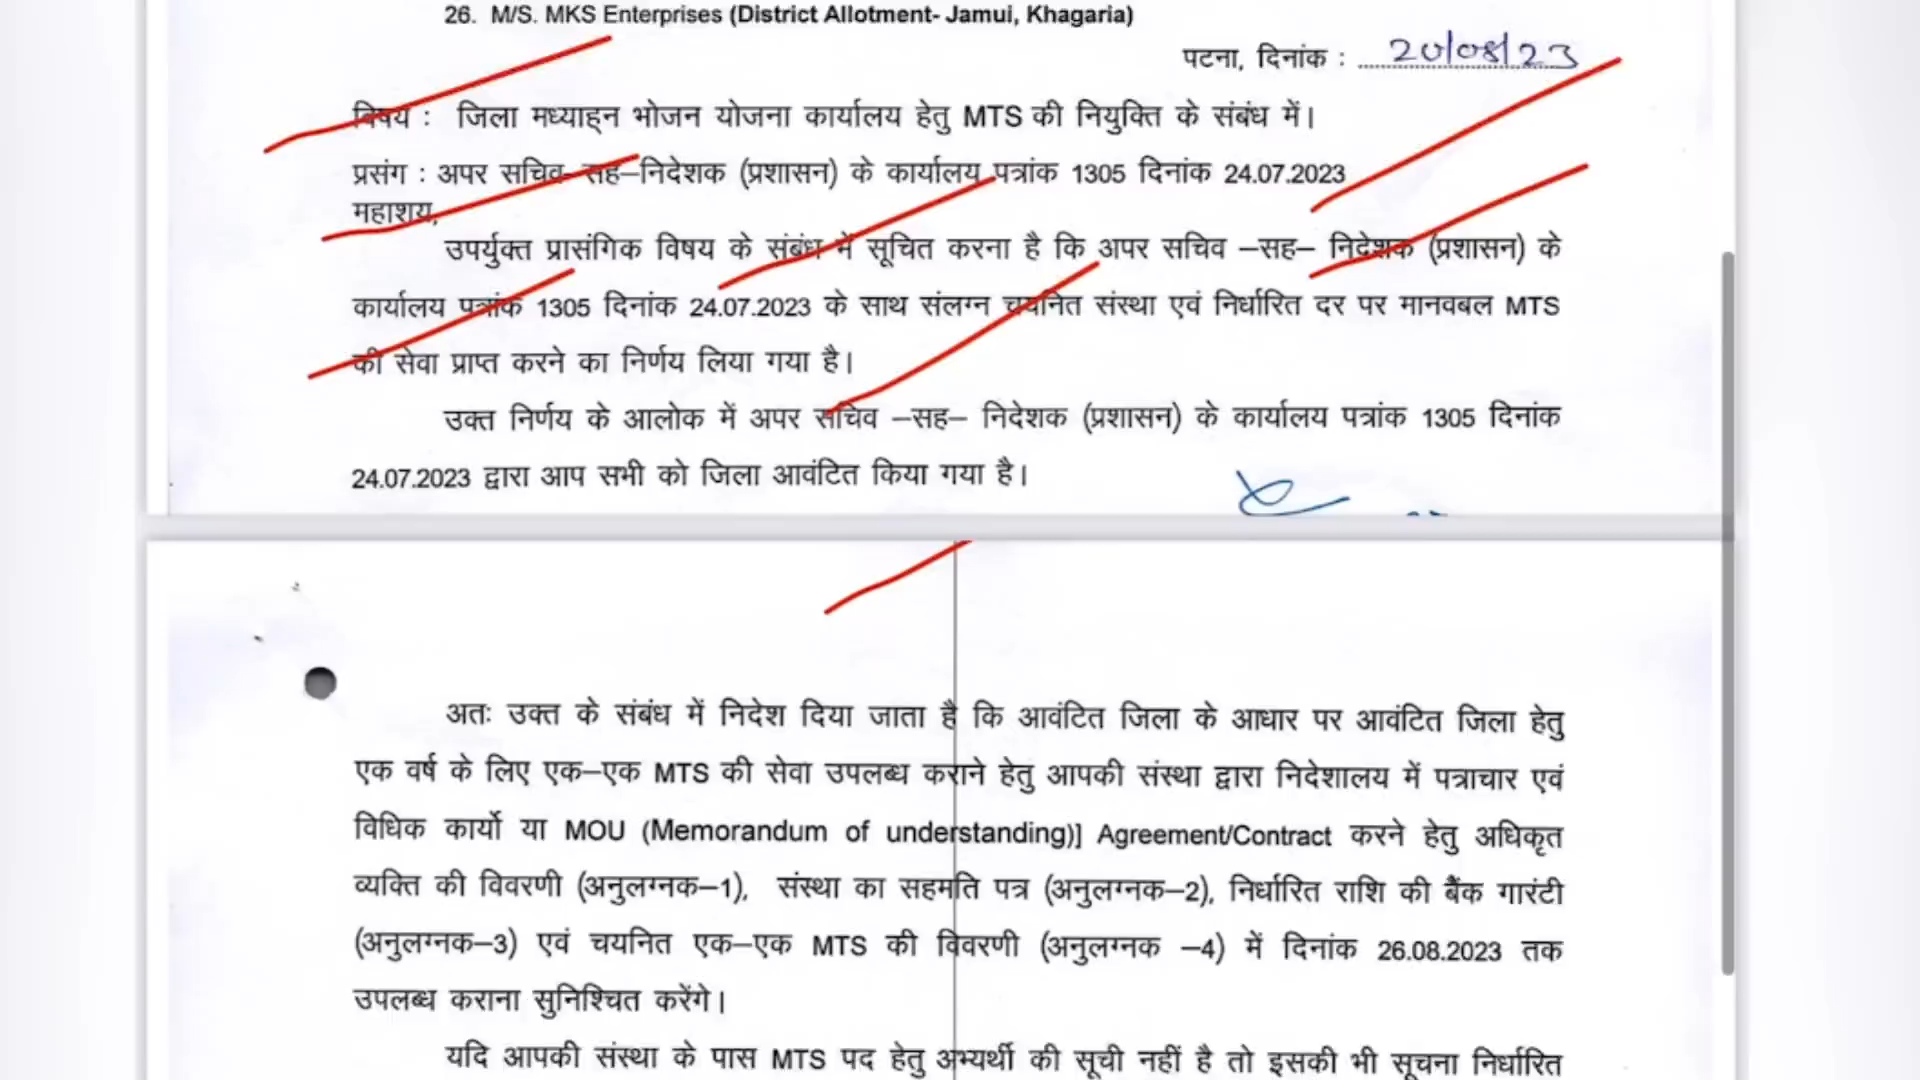 26. M/S. MKS Enterprises (District Allotment- Jamui, Khagaria)
पटना, दिनांक : 20/08/23
विषय : जिला मध्याह्न भोजन योजना कार्यालय हेतु MTS की नियुक्ति के संबंध में।
प्रसंग : अपर सचिव–सह–निदेशक (प्रशासन) के कार्यालय पत्रांक 1305 दिनांक 24.07.2023
महाशय,
उपर्युक्त प्रासंगिक विषय के संबंध में सूचित करना है कि अपर सचिव –सह– निदेशक (प्रशासन) के
कार्यालय पत्रांक 1305 दिनांक 24.07.2023 के साथ संलग्न चयनित संस्था एवं निर्धारित दर पर मानवबल MTS
की सेवा प्राप्त करने का निर्णय लिया गया है।
उक्त निर्णय के आलोक में अपर सचिव –सह– निदेशक (प्रशासन) के कार्यालय पत्रांक 1305 दिनांक
24.07.2023 द्वारा आप सभी को जिला आवंटित किया गया है।
अतः उक्त के संबंध में निदेश दिया जाता है कि आवंटित जिला के आधार पर आवंटित जिला हेतु
एक वर्ष के लिए एक–एक MTS की सेवा उपलब्ध कराने हेतु आपकी संस्था द्वारा निदेशालय में पत्राचार एवं
विधिक कार्यो या MOU (Memorandum of understanding)] Agreement/Contract करने हेतु अधिकृत
व्यक्ति की विवरणी (अनुलग्नक–1), संस्था का सहमति पत्र (अनुलग्नक–2), निर्धारित राशि की बैंक गारंटी
(अनुलग्नक–3) एवं चयनित एक–एक MTS की विवरणी (अनुलग्नक –4) में दिनांक 26.08.2023 तक
उपलब्ध कराना सुनिश्चित करेंगे।
यदि आपकी संस्था के पास MTS पद हेतु अभ्यर्थी की सूची नहीं है तो इसकी भी सूचना निर्धारित